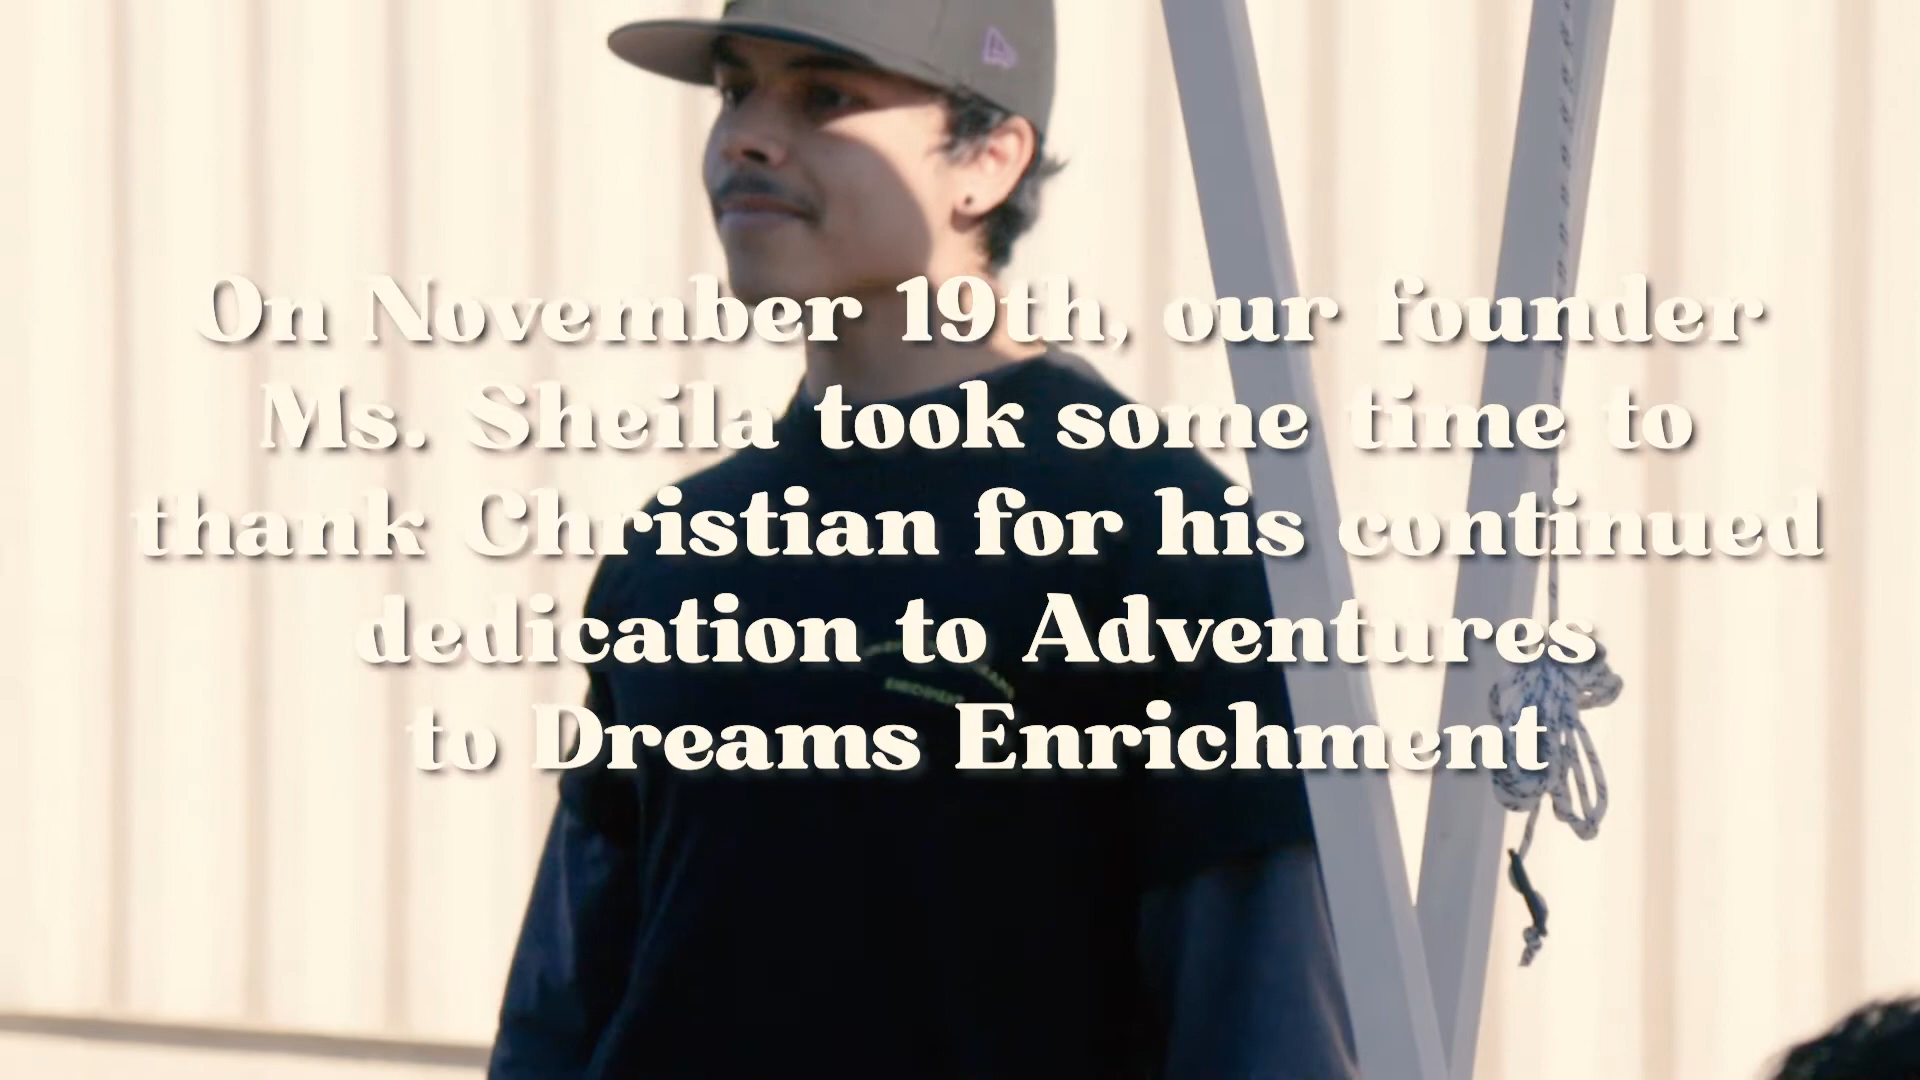 On November 19th, our founder
Ms. Sheila took some time to
thank Christian for his continued
dedication to Adventures
to Dreams Enrichment